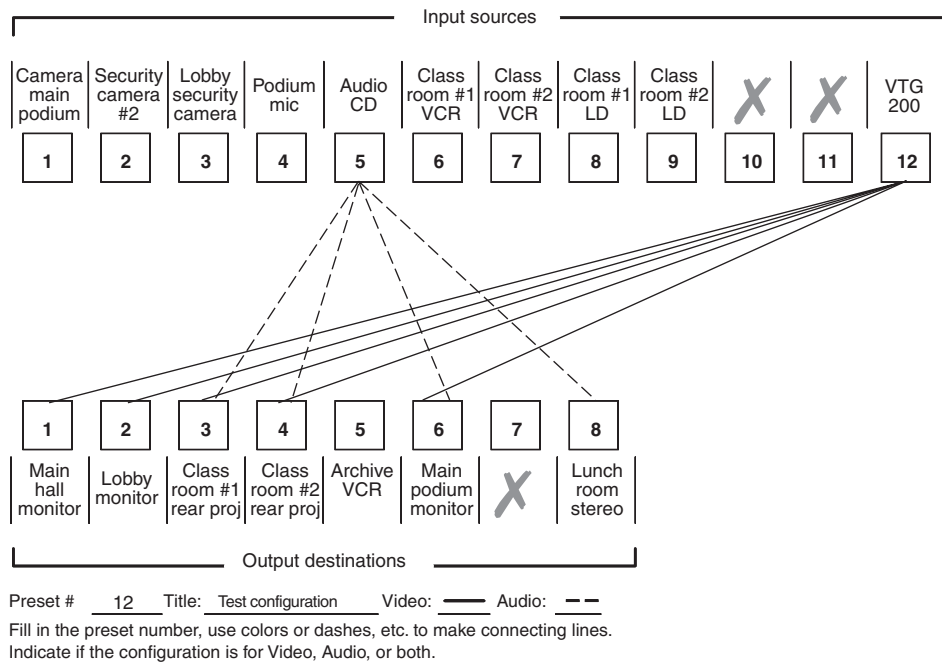 Input sources
Camera main podium
Security camera #2
Lobby security camera
Podium mic
Audio CD
Class room #1 VCR
Class room #2 VCR
Class room #1 LD
Class room #2 LD
VTG 200
1 2 3 4 5 6 7 8 9 10 11 12
1 2 3 4 5 6 7 8
Main hall monitor
Lobby monitor
Class room #1 rear proj
Class room #2 rear proj
Archive VCR
Main podium monitor
Lunch room stereo
Output destinations
Preset # 12 Title: Test configuration Video: Audio:
Fill in the preset number, use colors or dashes, etc. to make connecting lines.
Indicate if the configuration is for Video, Audio, or both.